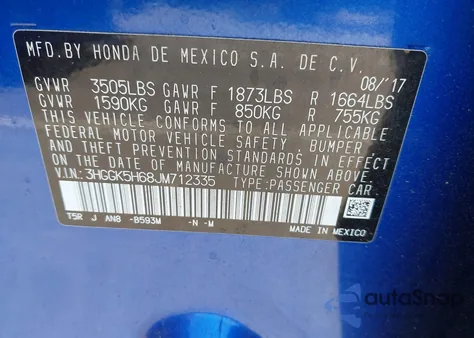 MFD. BY HONDA DE MEXICO S.A. DE C.V.
08/'17
GVWR 3505LBS GAWR F 1873LBS R 1664LBS
GVWR 1590KG GAWR F 850KG R 755KG
THIS VEHICLE CONFORMS TO ALL APPLICABLE
FEDERAL MOTOR VEHICLE SAFETY BUMPER
AND THEFT PREVENTION STANDARDS IN EFFECT
ON THE DATE OF MANUFACTURE SHOWN ABOVE.
V.I.N: 3HGGK5H68JM712335 TYPE:PASSENGER CAR
T5R J ANB -B593M -N -M
MADE IN MEXICO
autoSnap